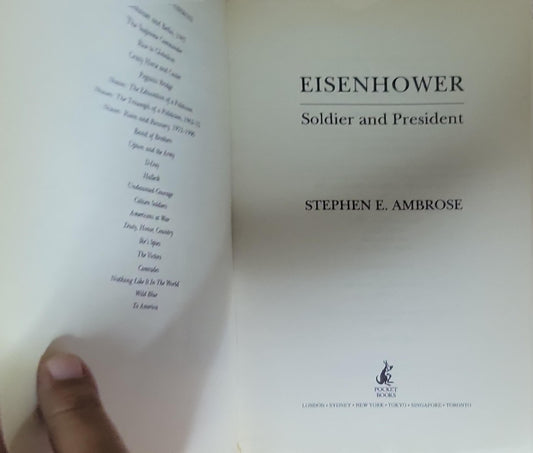 Eisenhower and Berlin, 1945
The Supreme Commander
Rise to Globalism
Crazy Horse and Custer
Pegasus Bridge
Nixon: The Education of a Politician
Nixon: The Triumph of a Politician, 1962-72
Nixon: Ruin and Recovery, 1973-1990
Band of Brothers
Upton and the Army
D-Day
Halleck
Undaunted Courage
Citizen Soldiers
Americans at War
Duty, Honor, Country
Ike's Spies
The Victors
Comrades
Nothing Like It In The World
Wild Blue
To America
EISENHOWER
Soldier and President
STEPHEN E. AMBROSE
POCKET
BOOKS
LONDON • SYDNEY • NEW YORK • TOKYO • SINGAPORE • TORONTO